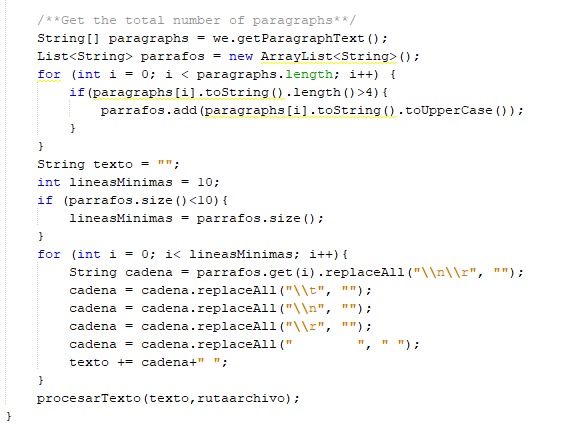 /**Get the total number of paragraphs**/
String[] paragraphs = we.getParagraphText();
List<String> parrafos = new ArrayList<String>();
for (int i = 0; i < paragraphs.length; i++) {
if(paragraphs[i].toString().length()>4){
parrafos.add(paragraphs[i].toString().toUpperCase());
}
}
String texto = "";
int lineasMinimas = 10;
if (parrafos.size()<10){
lineasMinimas = parrafos.size();
}
for (int i = 0; i< lineasMinimas; i++){
String cadena = parrafos.get(i).replaceAll("\\n\\r", "");
cadena = cadena.replaceAll("\\t", "");
cadena = cadena.replaceAll("\\n", "");
cadena = cadena.replaceAll("\\r", "");
cadena = cadena.replaceAll("        ", " ");
texto += cadena+" ";
}
procesarTexto(texto,rutaarchivo);
}